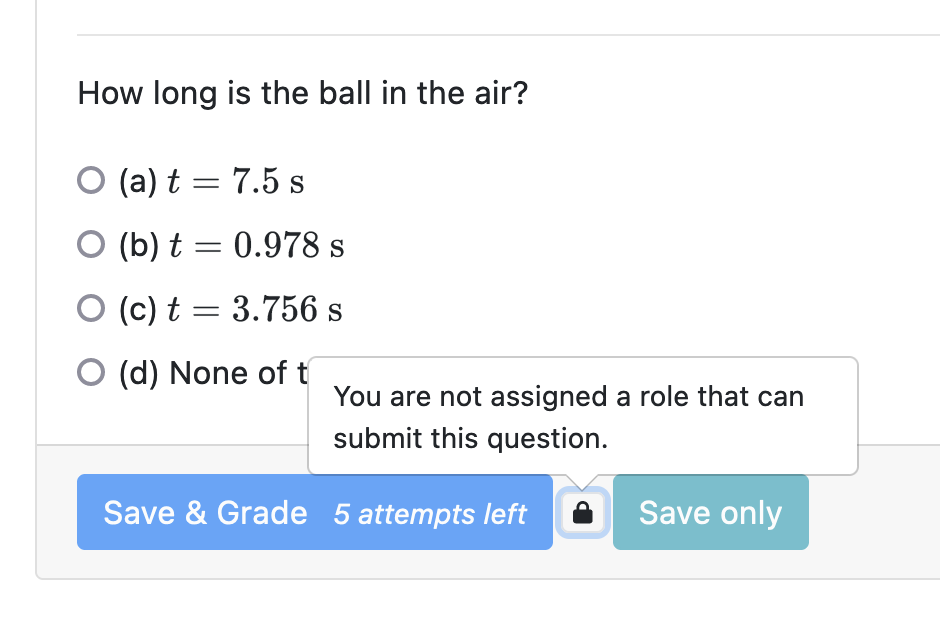 How long is the ball in the air?
(a) t = 7.5 s
(b) t = 0.978 s
(c) t = 3.756 s
(d) None of t
You are not assigned a role that can
submit this question.
Save & Grade 5 attempts left Save only